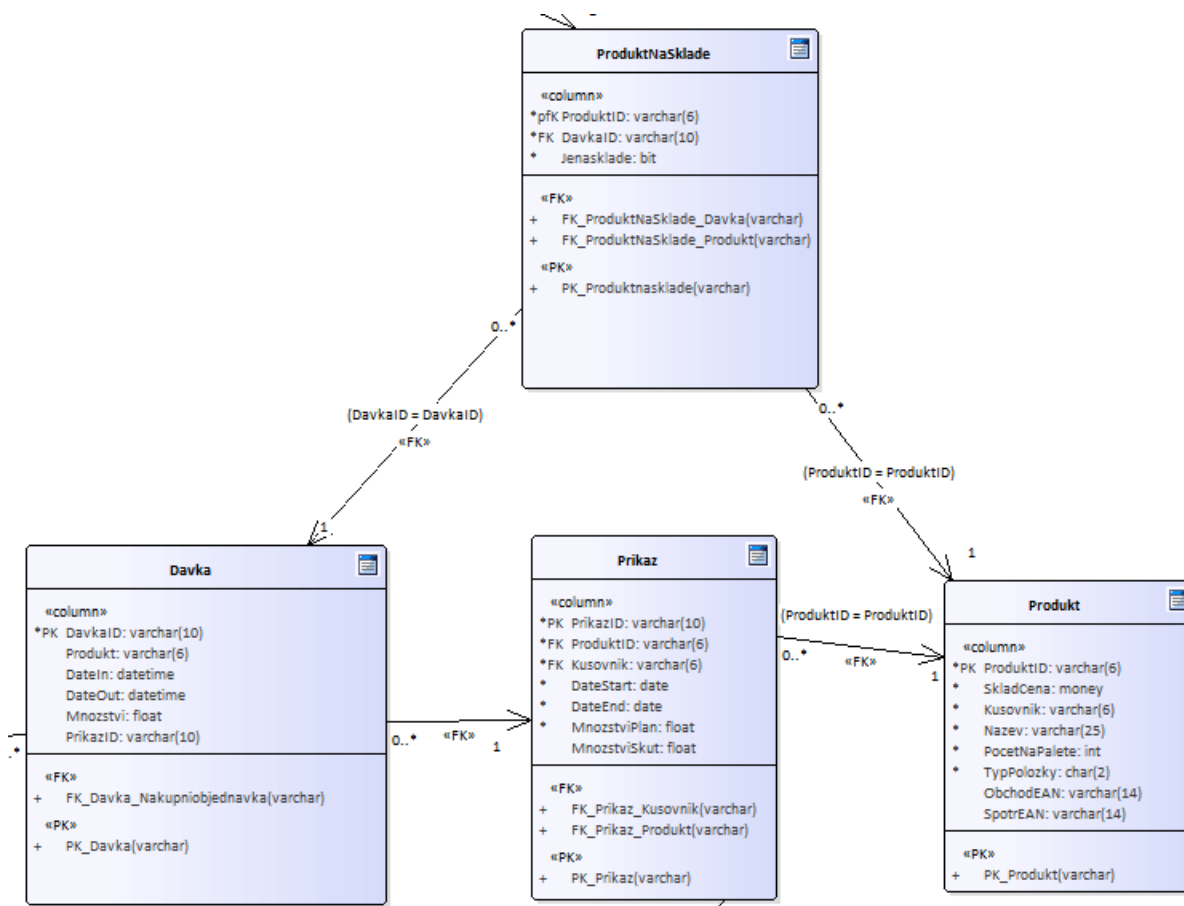 ProduktNaSklade
«column»
*pfK ProduktID: varchar(6)
*FK DavkaID: varchar(10)
* Jenasklade: bit
«FK»
+ FK_ProduktNaSklade_Davka(varchar)
+ FK_ProduktNaSklade_Produkt(varchar)
«PK»
+ PK_Produktnasklade(varchar)
0..*
(DavkaID = DavkaID)
«FK»
1
0..*
(ProduktID = ProduktID)
«FK»
1
Davka
«column»
*PK DavkaID: varchar(10)
Produkt: varchar(6)
DateIn: datetime
DateOut: datetime
Mnozstvi: float
PrikazID: varchar(10)
«FK»
+ FK_Davka_Nakupniobjednavka(varchar)
«PK»
+ PK_Davka(varchar)
.*
0..*
«FK»
1
Prikaz
«column»
*PK PrikazID: varchar(10)
*FK ProduktID: varchar(6)
*FK Kusovnik: varchar(6)
* DateStart: date
* DateEnd: date
* MnozstviPlan: float
MnozstviSkut: float
«FK»
+ FK_Prikaz_Kusovnik(varchar)
+ FK_Prikaz_Produkt(varchar)
«PK»
+ PK_Prikaz(varchar)
(ProduktID = ProduktID)
0..*
«FK»
1
Produkt
«column»
*PK ProduktID: varchar(6)
* SkladCena: money
* Kusovnik: varchar(6)
* Nazev: varchar(25)
* PocetNaPalete: int
* TypPolozky: char(2)
ObchodEAN: varchar(14)
SpotrEAN: varchar(14)
«PK»
+ PK_Produkt(varchar)